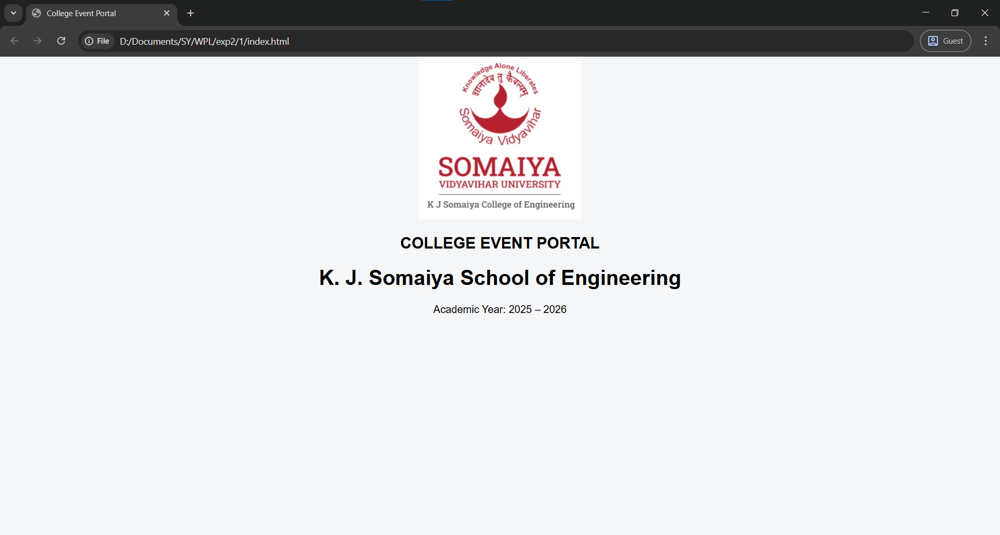 College Event Portal
File D:/Documents/SY/WPL/exp2/1/index.html
Guest
Knowledge Alone Liberates
ज्ञानादेव तु कैवल्यम्
Somaiya Vidyavihar
SOMAIYA
VIDYAVIHAR UNIVERSITY
K J Somaiya College of Engineering
COLLEGE EVENT PORTAL
K. J. Somaiya School of Engineering
Academic Year: 2025 – 2026